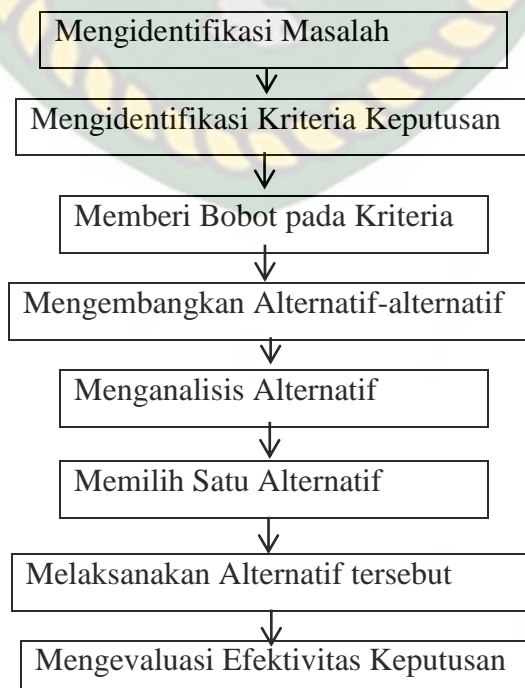 Mengidentifikasi Masalah
Mengidentifikasi Kriteria Keputusan
Memberi Bobot pada Kriteria
Mengembangkan Alternatif-alternatif
Menganalisis Alternatif
Memilih Satu Alternatif
Melaksanakan Alternatif tersebut
Mengevaluasi Efektivitas Keputusan